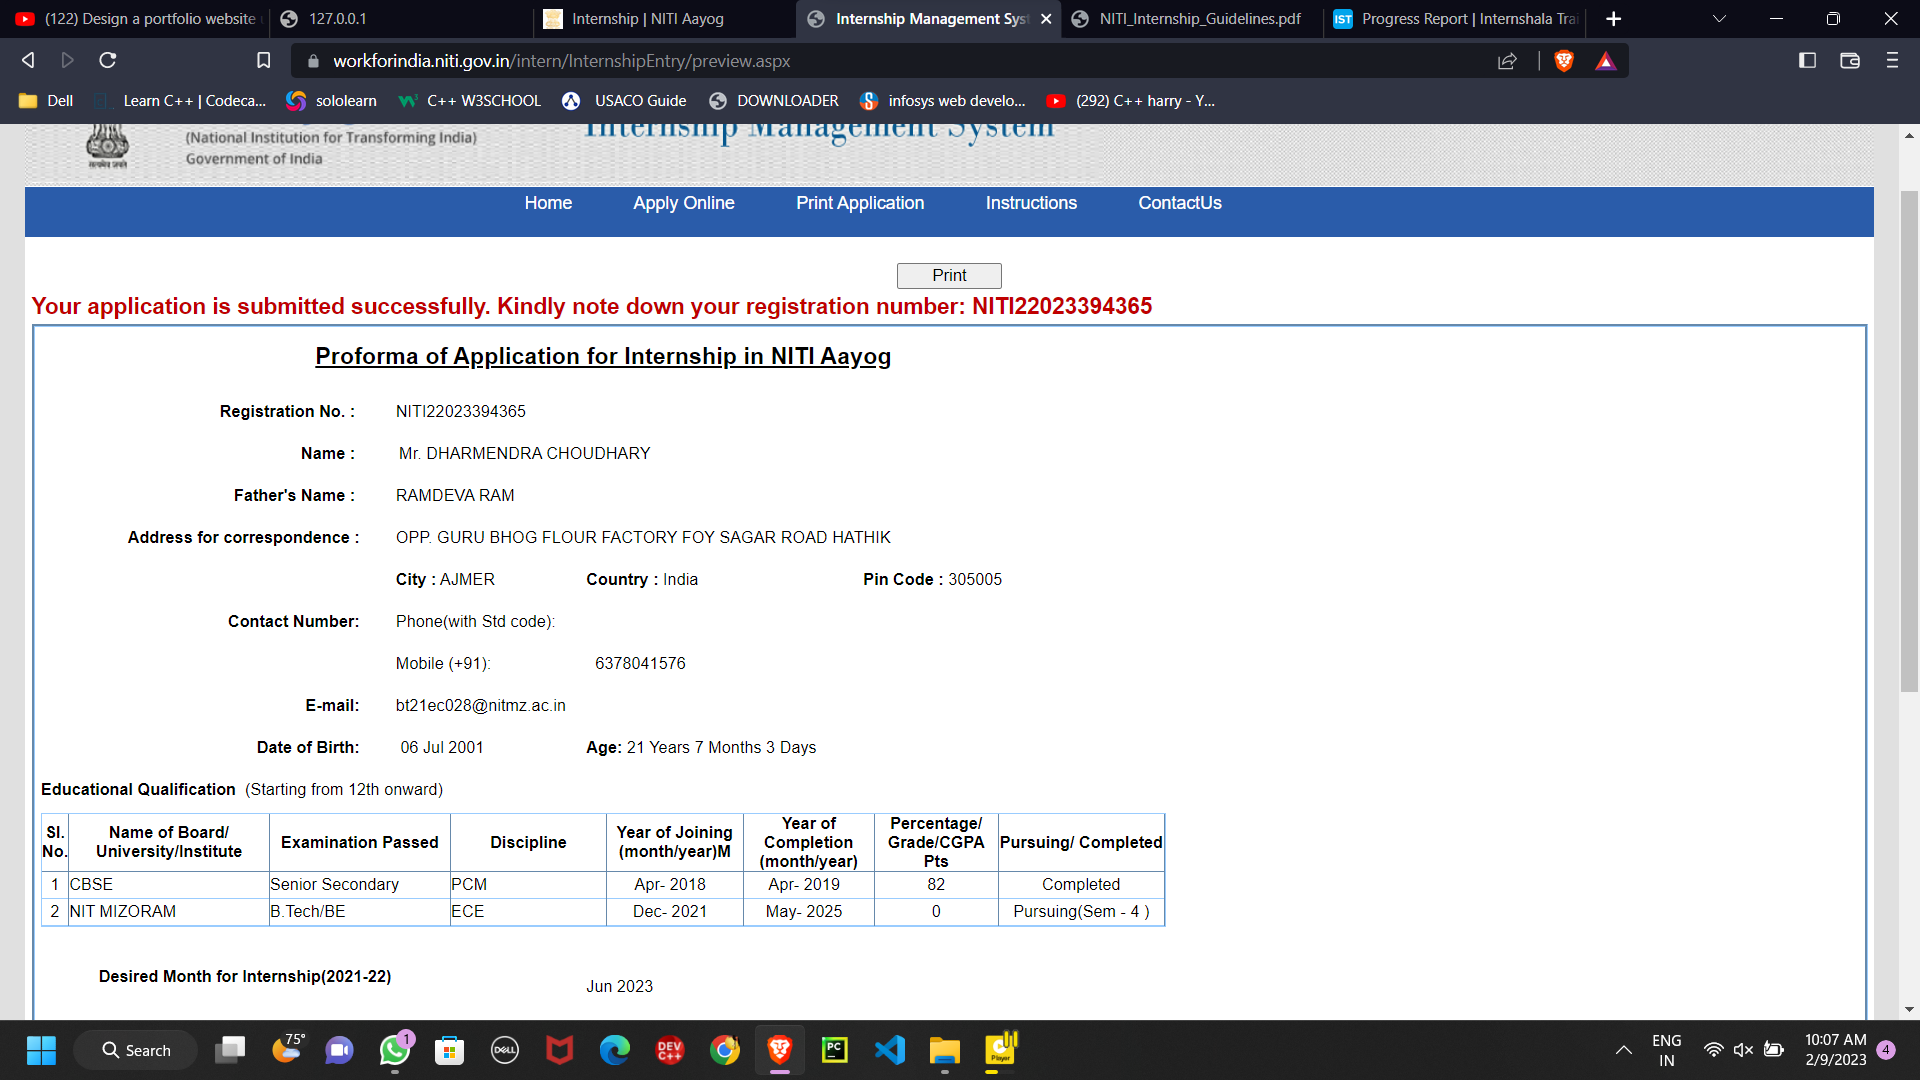 (122) Design a portfolio website
127.0.0.1
Internship | NITI Aayog
Internship Management Syst
NITI_Internship_Guidelines.pdf
IST Progress Report | Internshala Trai
workforindia.niti.gov.in/intern/InternshipEntry/preview.aspx
Dell
Learn C++ | Codeca...
sololearn
C++ W3SCHOOL
USACO Guide
DOWNLOADER
infosys web develo...
(292) C++ harry - Y...
Internship Management System
(National Institution for Transforming India)
Government of India
सत्यमेव जयते
Home Apply Online Print Application Instructions ContactUs
Print
Your application is submitted successfully. Kindly note down your registration number: NITI22023394365
Proforma of Application for Internship in NITI Aayog
Registration No. : NITI22023394365
Name : Mr. DHARMENDRA CHOUDHARY
Father's Name : RAMDEVA RAM
Address for correspondence : OPP. GURU BHOG FLOUR FACTORY FOY SAGAR ROAD HATHIK
City : AJMER Country : India Pin Code : 305005
Contact Number: Phone(with Std code):
Mobile (+91): 6378041576
E-mail: bt21ec028@nitmz.ac.in
Date of Birth: 06 Jul 2001 Age: 21 Years 7 Months 3 Days
Educational Qualification (Starting from 12th onward)
Sl. No. Name of Board/ University/Institute Examination Passed Discipline Year of Joining (month/year)M Year of Completion (month/year) Percentage/ Grade/CGPA Pts Pursuing/ Completed
1 CBSE Senior Secondary PCM Apr- 2018 Apr- 2019 82 Completed
2 NIT MIZORAM B.Tech/BE ECE Dec- 2021 May- 2025 0 Pursuing(Sem - 4 )
Desired Month for Internship(2021-22)
Jun 2023
Search
75°
1
DELL
DEV C++
PC
Player
ENG
IN
10:07 AM
2/9/2023
4